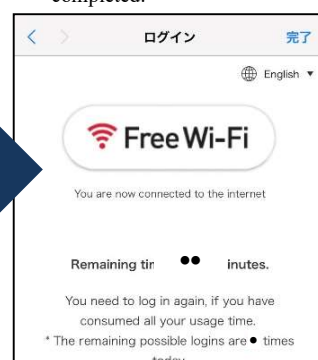 completed.
< > ログイン 完了
English ▼
Free Wi-Fi
You are now connected to the internet
Remaining ●● inutes.
You need to log in again, if you have
consumed all your usage time.
* The remaining possible logins are ● times
today.